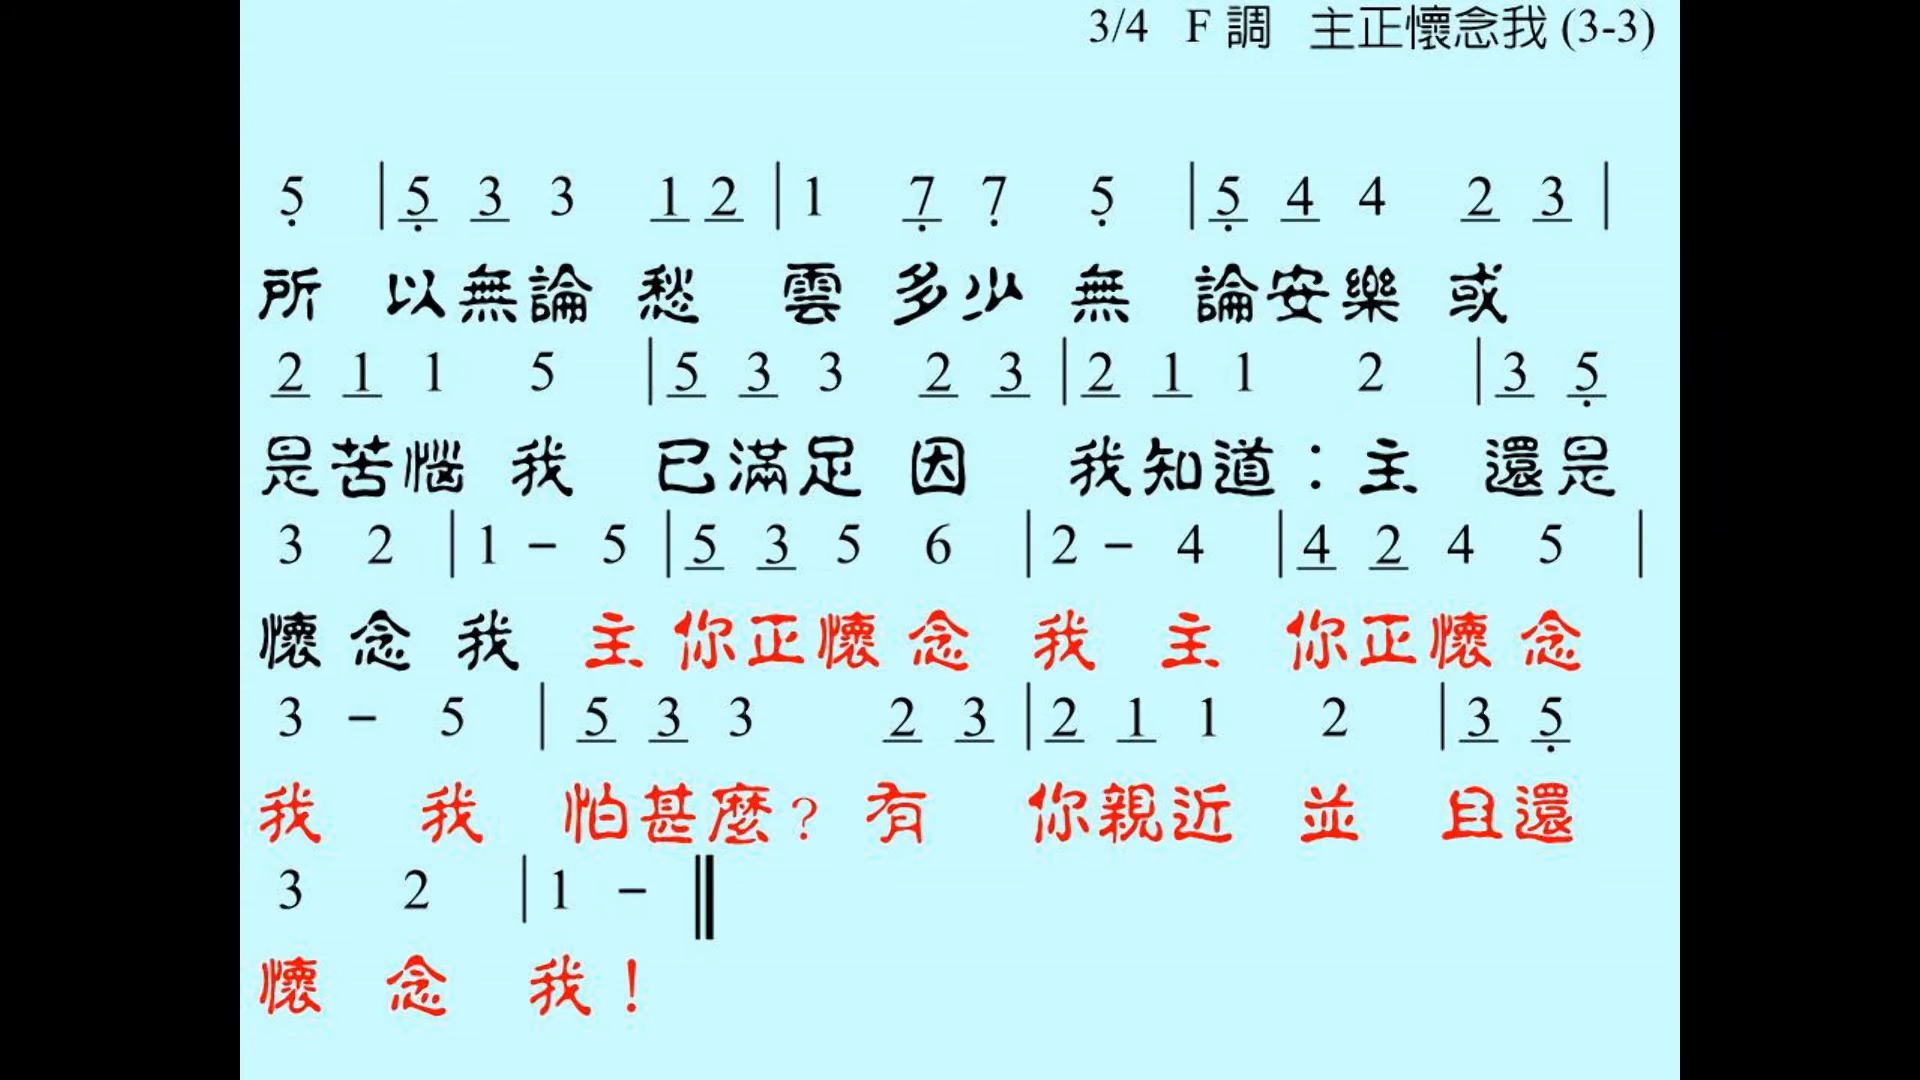 3/4 F 調 主正懷念我 (3-3)
5̣ |5̣ 3 3 1 2 |1 7̣ 7̣ 5̣ |5̣ 4 4 2 3 |
所 以無論 愁 雲 多少 無 論安樂 或
2 1 1 5 |5 3 3 2 3 |2 1 1 2 |3 5̣
是苦惱 我 已滿足 因 我知道：主 還是
3 2 |1 – 5 |5 3 5 6 |2 – 4 |4 2 4 5 |
懷 念 我 主 你正懷 念 我 主 你正懷 念
3 – 5 |5 3 3 2 3 |2 1 1 2 |3 5̣
我 我 怕甚麼？有 你親近 並 且還
3 2 |1 – ‖
懷 念 我！